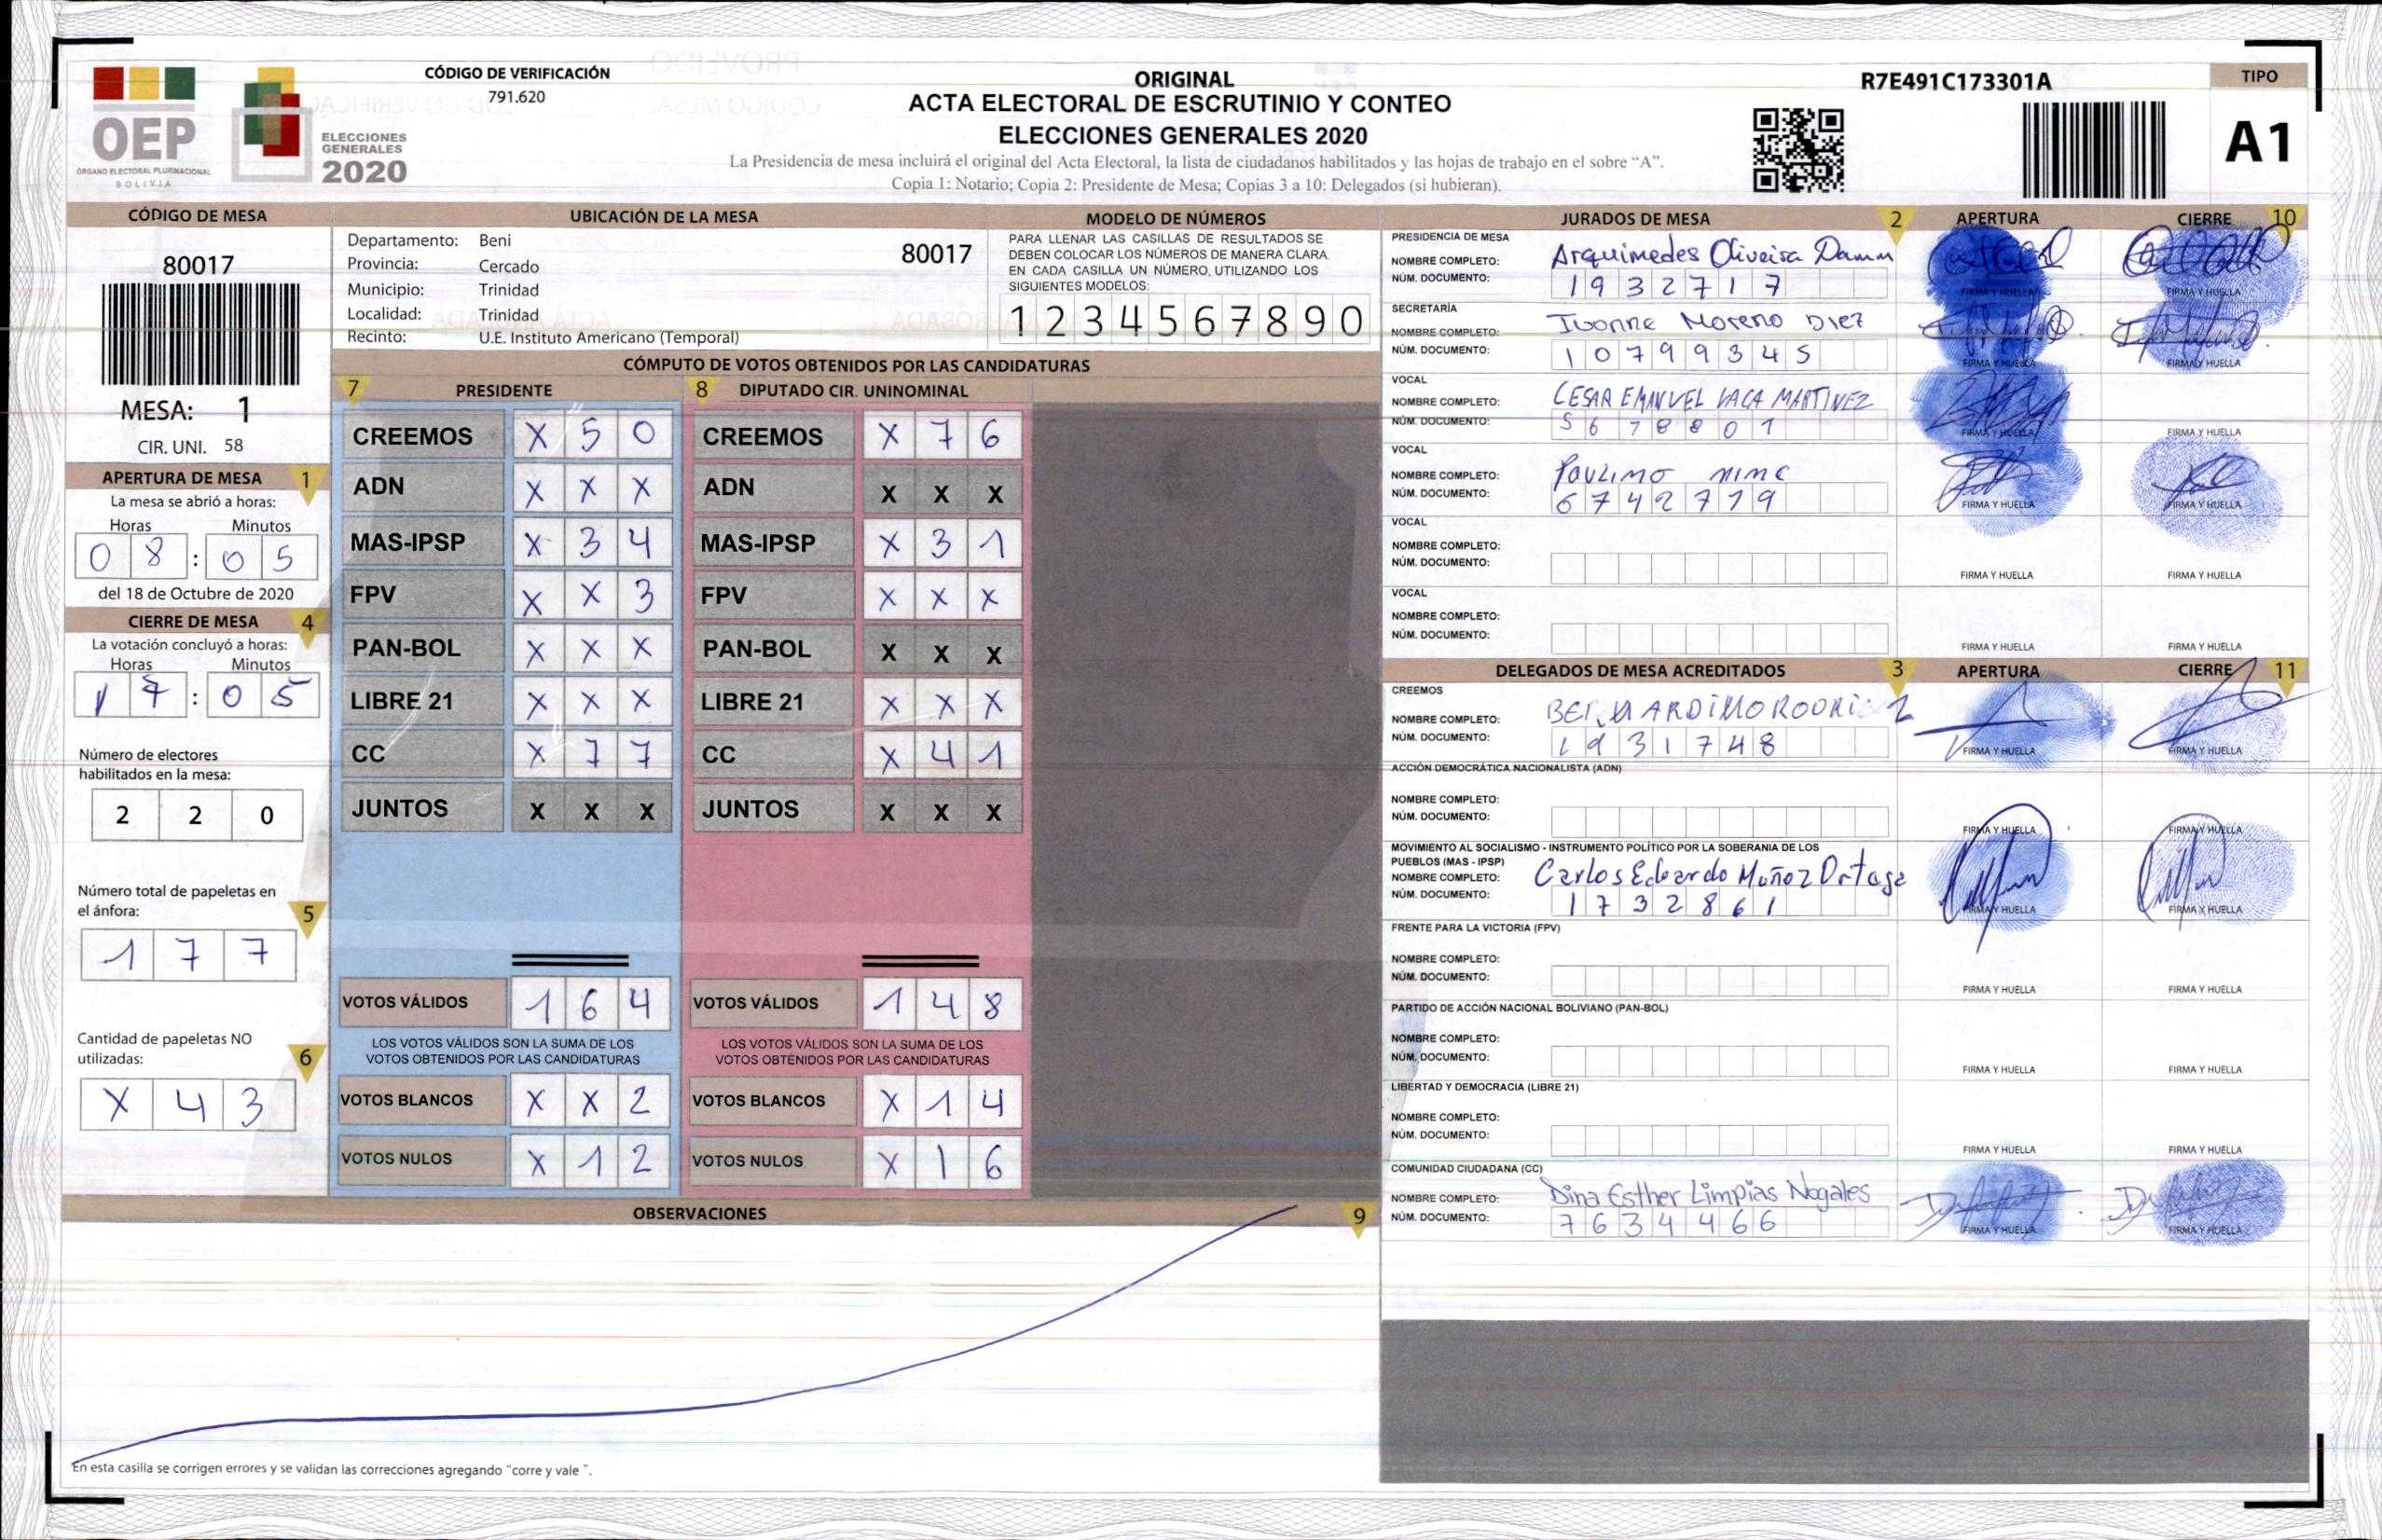 OEP
ÓRGANO ELECTORAL PLURINACIONAL
BOLIVIA
ELECCIONES
GENERALES
2020
CÓDIGO DE VERIFICACIÓN
791.620
ORIGINAL
ACTA ELECTORAL DE ESCRUTINIO Y CONTEO
ELECCIONES GENERALES 2020
La Presidencia de mesa incluirá el original del Acta Electoral, la lista de ciudadanos habilitados y las hojas de trabajo en el sobre “A”.
Copia 1: Notario; Copia 2: Presidente de Mesa; Copias 3 a 10: Delegados (si hubieran).
R7E491C173301A
TIPO
A1
CÓDIGO DE MESA
80017
MESA: 1
CIR. UNI. 58
APERTURA DE MESA 1
La mesa se abrió a horas:
Horas Minutos
0 8 : 0 5
del 18 de Octubre de 2020
CIERRE DE MESA 4
La votación concluyó a horas:
Horas Minutos
1 7 : 0 5
Número de electores
habilitados en la mesa:
2 2 0
Número total de papeletas en
el ánfora: 5
1 7 7
Cantidad de papeletas NO
utilizadas: 6
X 4 3
UBICACIÓN DE LA MESA
Departamento: Beni
80017
Provincia: Cercado
Municipio: Trinidad
Localidad: Trinidad
Recinto: U.E. Instituto Americano (Temporal)
MODELO DE NÚMEROS
PARA LLENAR LAS CASILLAS DE RESULTADOS SE
DEBEN COLOCAR LOS NÚMEROS DE MANERA CLARA.
EN CADA CASILLA UN NÚMERO, UTILIZANDO LOS
SIGUIENTES MODELOS:
1 2 3 4 5 6 7 8 9 0
CÓMPUTO DE VOTOS OBTENIDOS POR LAS CANDIDATURAS
7 PRESIDENTE
8 DIPUTADO CIR. UNINOMINAL
CREEMOS X 5 0 CREEMOS X 7 6
ADN X X X ADN X X X
MAS-IPSP X 3 4 MAS-IPSP X 3 1
FPV X X 3 FPV X X X
PAN-BOL X X X PAN-BOL X X X
LIBRE 21 X X X LIBRE 21 X X X
CC X 7 7 CC X 4 1
JUNTOS X X X JUNTOS X X X
VOTOS VÁLIDOS 1 6 4 VOTOS VÁLIDOS 1 4 8
LOS VOTOS VÁLIDOS SON LA SUMA DE LOS
VOTOS OBTENIDOS POR LAS CANDIDATURAS
LOS VOTOS VÁLIDOS SON LA SUMA DE LOS
VOTOS OBTENIDOS POR LAS CANDIDATURAS
VOTOS BLANCOS X X 2 VOTOS BLANCOS X 1 4
VOTOS NULOS X 1 2 VOTOS NULOS X 1 6
OBSERVACIONES 9
En esta casilla se corrigen errores y se validan las correcciones agregando “corre y vale ”.
JURADOS DE MESA 2 APERTURA CIERRE 10
PRESIDENCIA DE MESA
NOMBRE COMPLETO: Arquimedes Oliveira Damm
NÚM. DOCUMENTO: 1 9 3 2 7 1 7
FIRMA Y HUELLA FIRMA Y HUELLA
SECRETARÍA
NOMBRE COMPLETO: Ivonne Moreno Diez
NÚM. DOCUMENTO: 1 0 7 9 9 3 4 5
FIRMA Y HUELLA FIRMA Y HUELLA
VOCAL
NOMBRE COMPLETO: CESAR EMANUEL VACA MARTINEZ
NÚM. DOCUMENTO: 5 6 7 8 8 0 1
FIRMA Y HUELLA FIRMA Y HUELLA
VOCAL
NOMBRE COMPLETO: PAULINO
NÚM. DOCUMENTO: 6 7 4 2 7 7 9
FIRMA Y HUELLA FIRMA Y HUELLA
VOCAL
NOMBRE COMPLETO:
NÚM. DOCUMENTO:
FIRMA Y HUELLA FIRMA Y HUELLA
VOCAL
NOMBRE COMPLETO:
NÚM. DOCUMENTO:
FIRMA Y HUELLA FIRMA Y HUELLA
DELEGADOS DE MESA ACREDITADOS 3 APERTURA CIERRE 11
CREEMOS
NOMBRE COMPLETO:
NÚM. DOCUMENTO: 1 9 3 1 7 4 8
FIRMA Y HUELLA FIRMA Y HUELLA
ACCIÓN DEMOCRÁTICA NACIONALISTA (ADN)
NOMBRE COMPLETO:
NÚM. DOCUMENTO:
FIRMA Y HUELLA FIRMA Y HUELLA
MOVIMIENTO AL SOCIALISMO - INSTRUMENTO POLÍTICO POR LA SOBERANIA DE LOS
PUEBLOS (MAS - IPSP)
NOMBRE COMPLETO: Carlos Eduardo Muñoz Ortega
NÚM. DOCUMENTO: 1 7 3 2 8 6 1
FIRMA Y HUELLA FIRMA Y HUELLA
FRENTE PARA LA VICTORIA (FPV)
NOMBRE COMPLETO:
NÚM. DOCUMENTO:
FIRMA Y HUELLA FIRMA Y HUELLA
PARTIDO DE ACCIÓN NACIONAL BOLIVIANO (PAN-BOL)
NOMBRE COMPLETO:
NÚM. DOCUMENTO:
FIRMA Y HUELLA FIRMA Y HUELLA
LIBERTAD Y DEMOCRACIA (LIBRE 21)
NOMBRE COMPLETO:
NÚM. DOCUMENTO:
FIRMA Y HUELLA FIRMA Y HUELLA
COMUNIDAD CIUDADANA (CC)
NOMBRE COMPLETO: Dina Esther Limpias Nogales
NÚM. DOCUMENTO: 7 6 3 4 4 6 6
FIRMA Y HUELLA FIRMA Y HUELLA